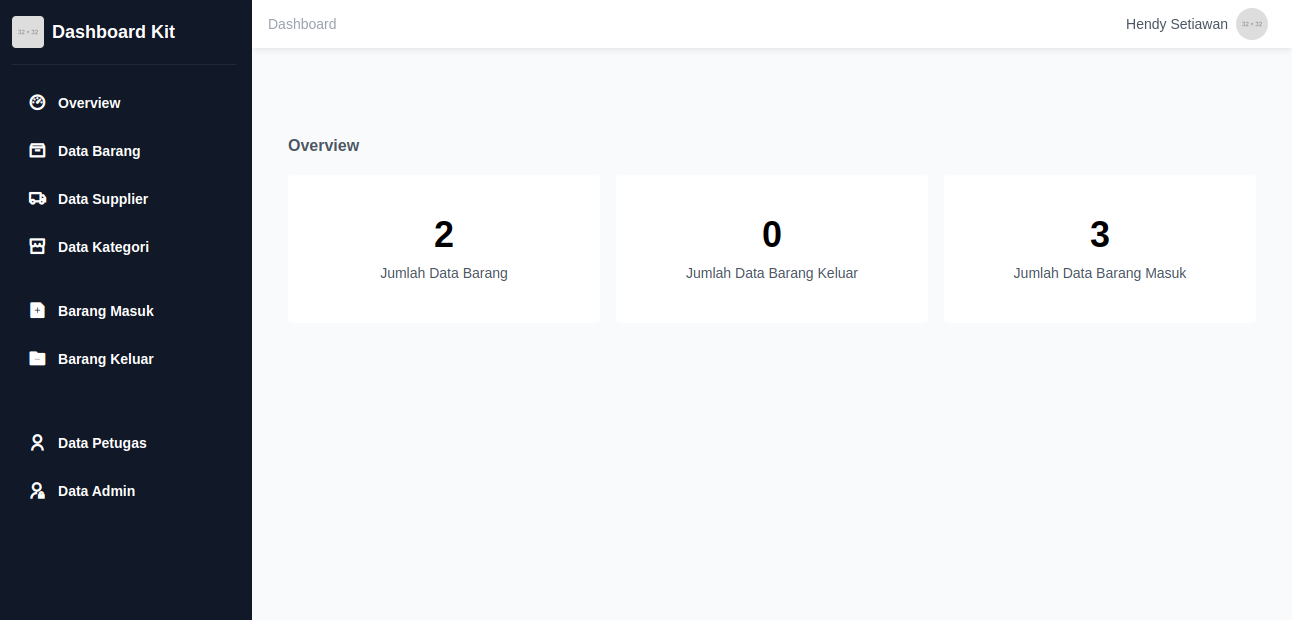 32 × 32
Dashboard Kit
Overview
Data Barang
Data Supplier
Data Kategori
Barang Masuk
Barang Keluar
Data Petugas
Data Admin
Dashboard
Hendy Setiawan
32 × 32
Overview
2
Jumlah Data Barang
0
Jumlah Data Barang Keluar
3
Jumlah Data Barang Masuk